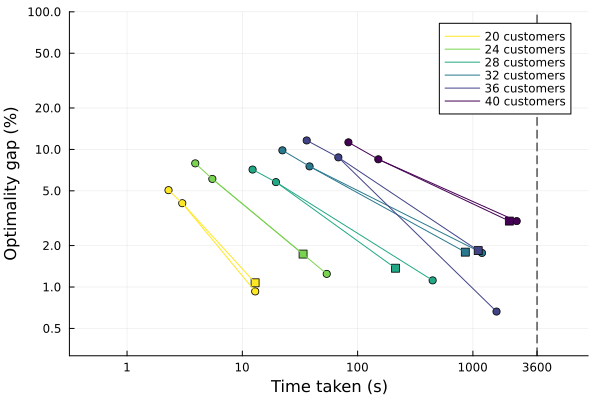 100.0
50.0
20.0
10.0
5.0
2.0
1.0
0.5
Optimality gap (%)
20 customers
24 customers
28 customers
32 customers
36 customers
40 customers
1
10
100
1000
3600
Time taken (s)